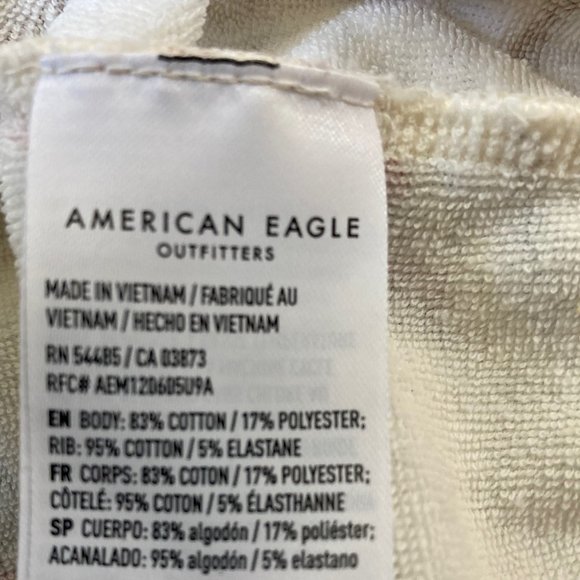 AMERICAN EAGLE
OUTFITTERS
MADE IN VIETNAM / FABRIQUÉ AU
VIETNAM / HECHO EN VIETNAM
RN 54485 / CA 03873
RFC# AEM120605U9A
EN BODY: 83% COTTON / 17% POLYESTER;
RIB: 95% COTTON / 5% ELASTANE
FR CORPS: 83% COTON / 17% POLYESTER;
CÔTELÉ: 95% COTON / 5% ÉLASTHANNE
SP CUERPO: 83% algodón / 17% poliéster;
ACANALADO: 95% algodón / 5% elastano